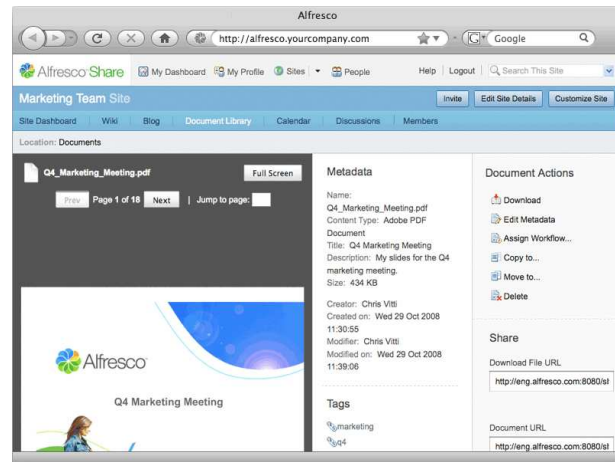 Alfresco
http://alfresco.yourcompany.com
Google
Alfresco Share My Dashboard My Profile Sites People Help Logout Search This Site
Marketing Team Site Invite Edit Site Details Customize Site
Site Dashboard Wiki Blog Document Library Calendar Discussions Members
Location: Documents
Q4_Marketing_Meeting.pdf Full Screen
Prev Page 1 of 18 Next | Jump to page:
Alfresco
Q4 Marketing Meeting
Metadata
Name:
Q4_Marketing_Meeting.pdf
Content Type: Adobe PDF
Document
Title: Q4 Marketing Meeting
Description: My slides for the Q4
marketing meeting.
Size: 434 KB
Creator: Chris Vitti
Created on: Wed 29 Oct 2008
11:30:55
Modifier: Chris Vitti
Modified on: Wed 29 Oct 2008
11:39:06
Tags
marketing
q4
Document Actions
Download
Edit Metadata
Assign Workflow...
Copy to...
Move to...
Delete
Share
Download File URL
http://eng.alfresco.com:8080/sl
Document URL
http://eng.alfresco.com:8080/sl